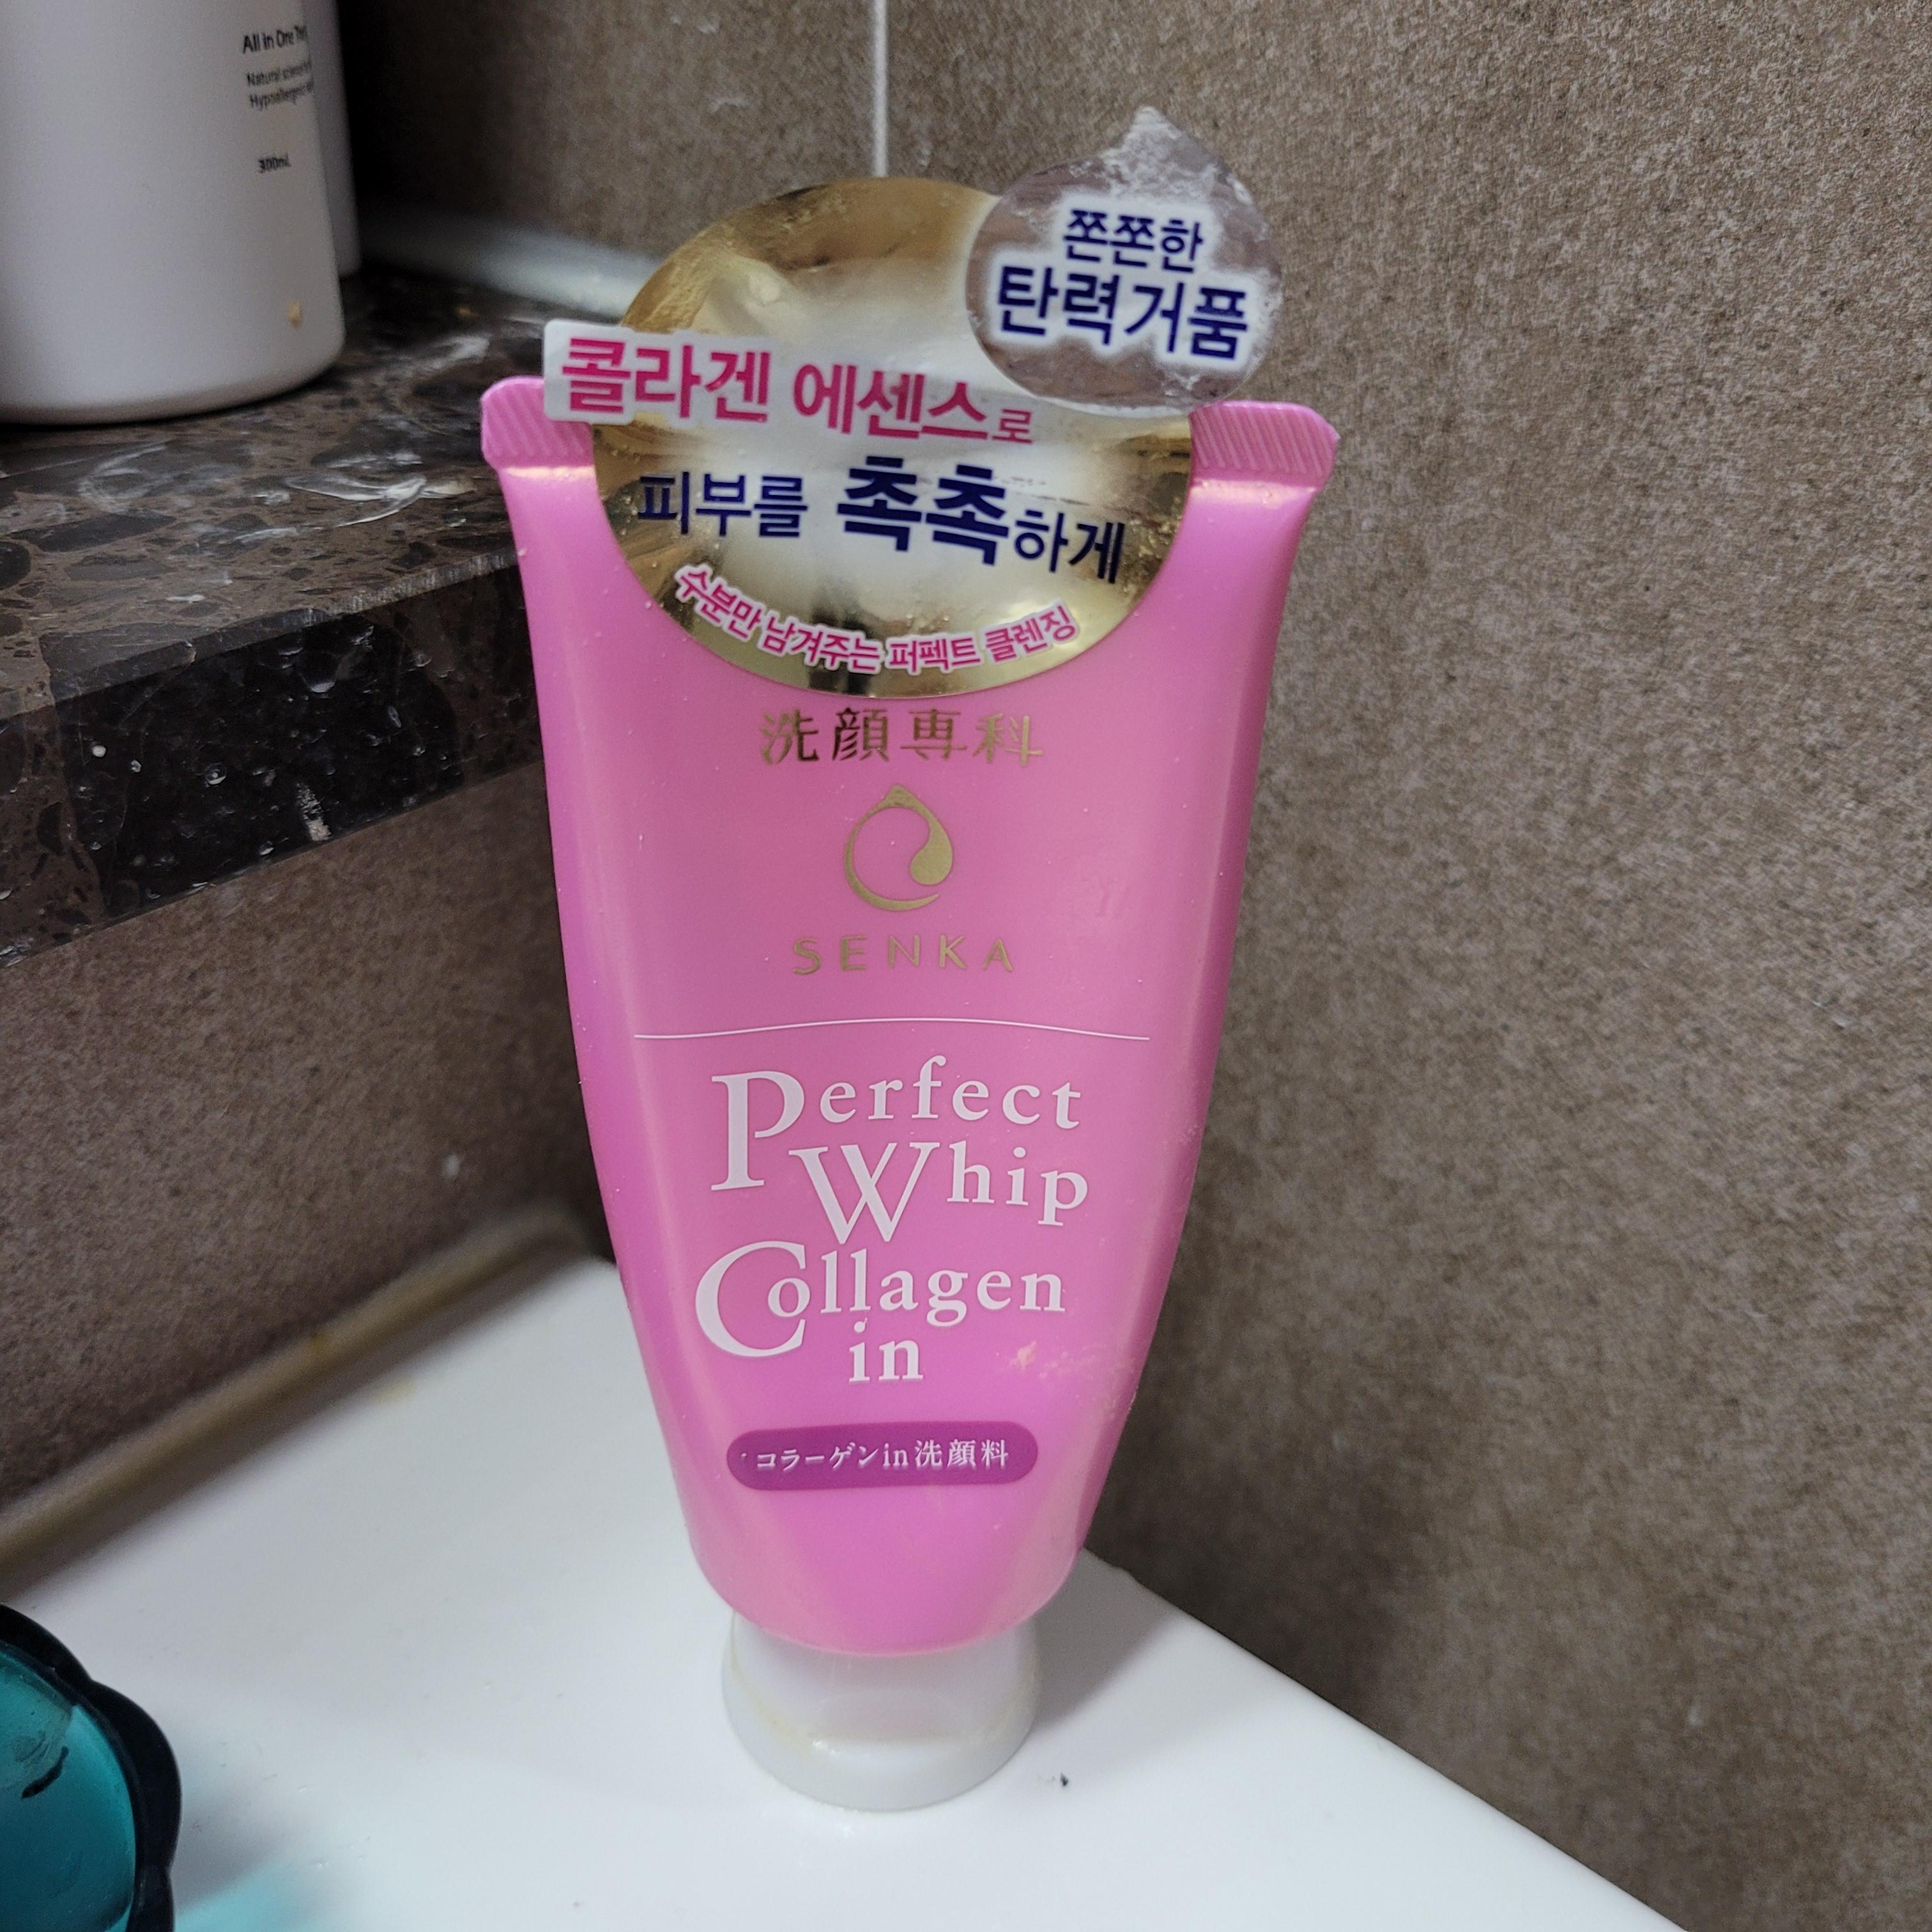 All in One
Natural
Hypoallergenic
300mL
쫀쫀한
탄력거품
콜라겐 에센스로
피부를 촉촉하게
수분만 남겨주는 퍼펙트 클렌징
洗顔専科
SENKA
Perfect
Whip
Collagen
in
コラーゲンin洗顔料